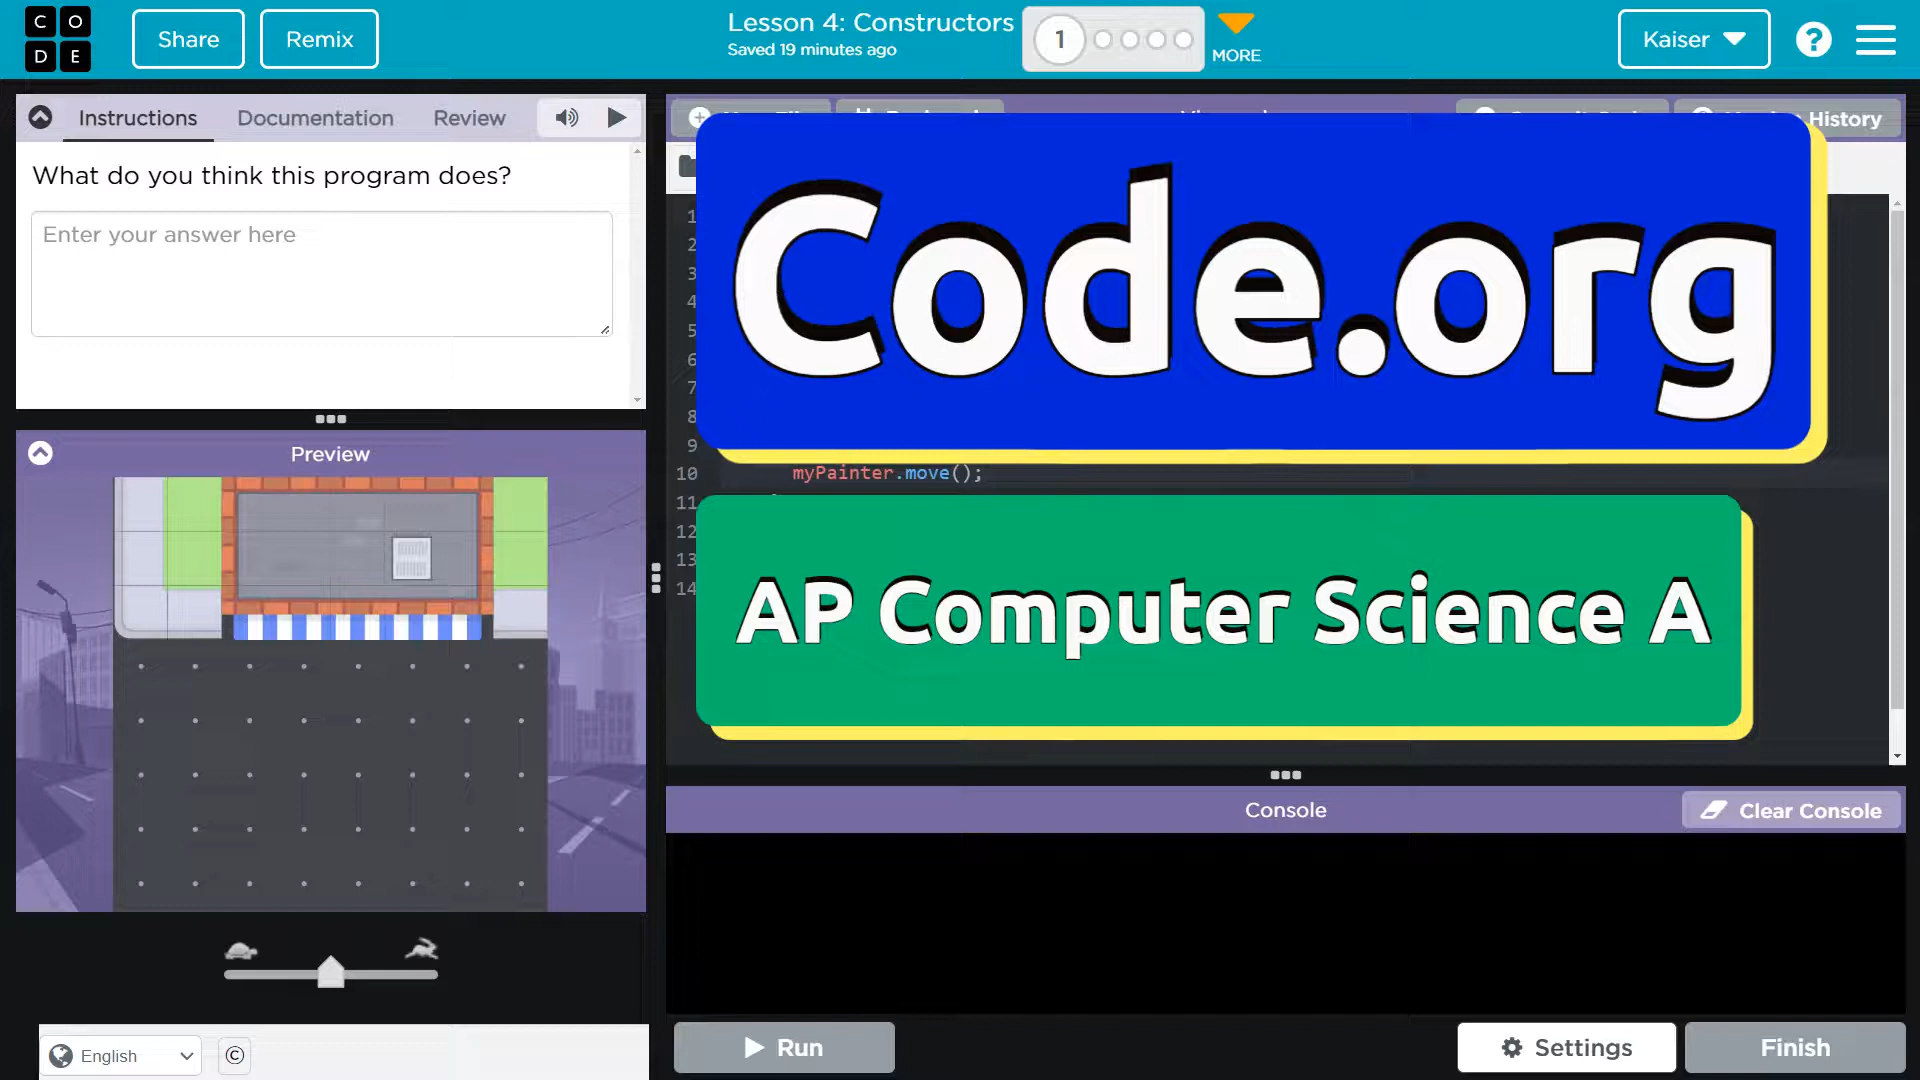 CODE
Share
Remix
Lesson 4: Constructors
Saved 19 minutes ago
1
MORE
Kaiser
?
Instructions
Documentation
Review
History
What do you think this program does?
Enter your answer here
Preview
Code.org
1
2
3
4
5
6
7
8
9
10 myPainter.move();
11
12
13
14
AP Computer Science A
Console
Clear Console
English
©
Run
Settings
Finish